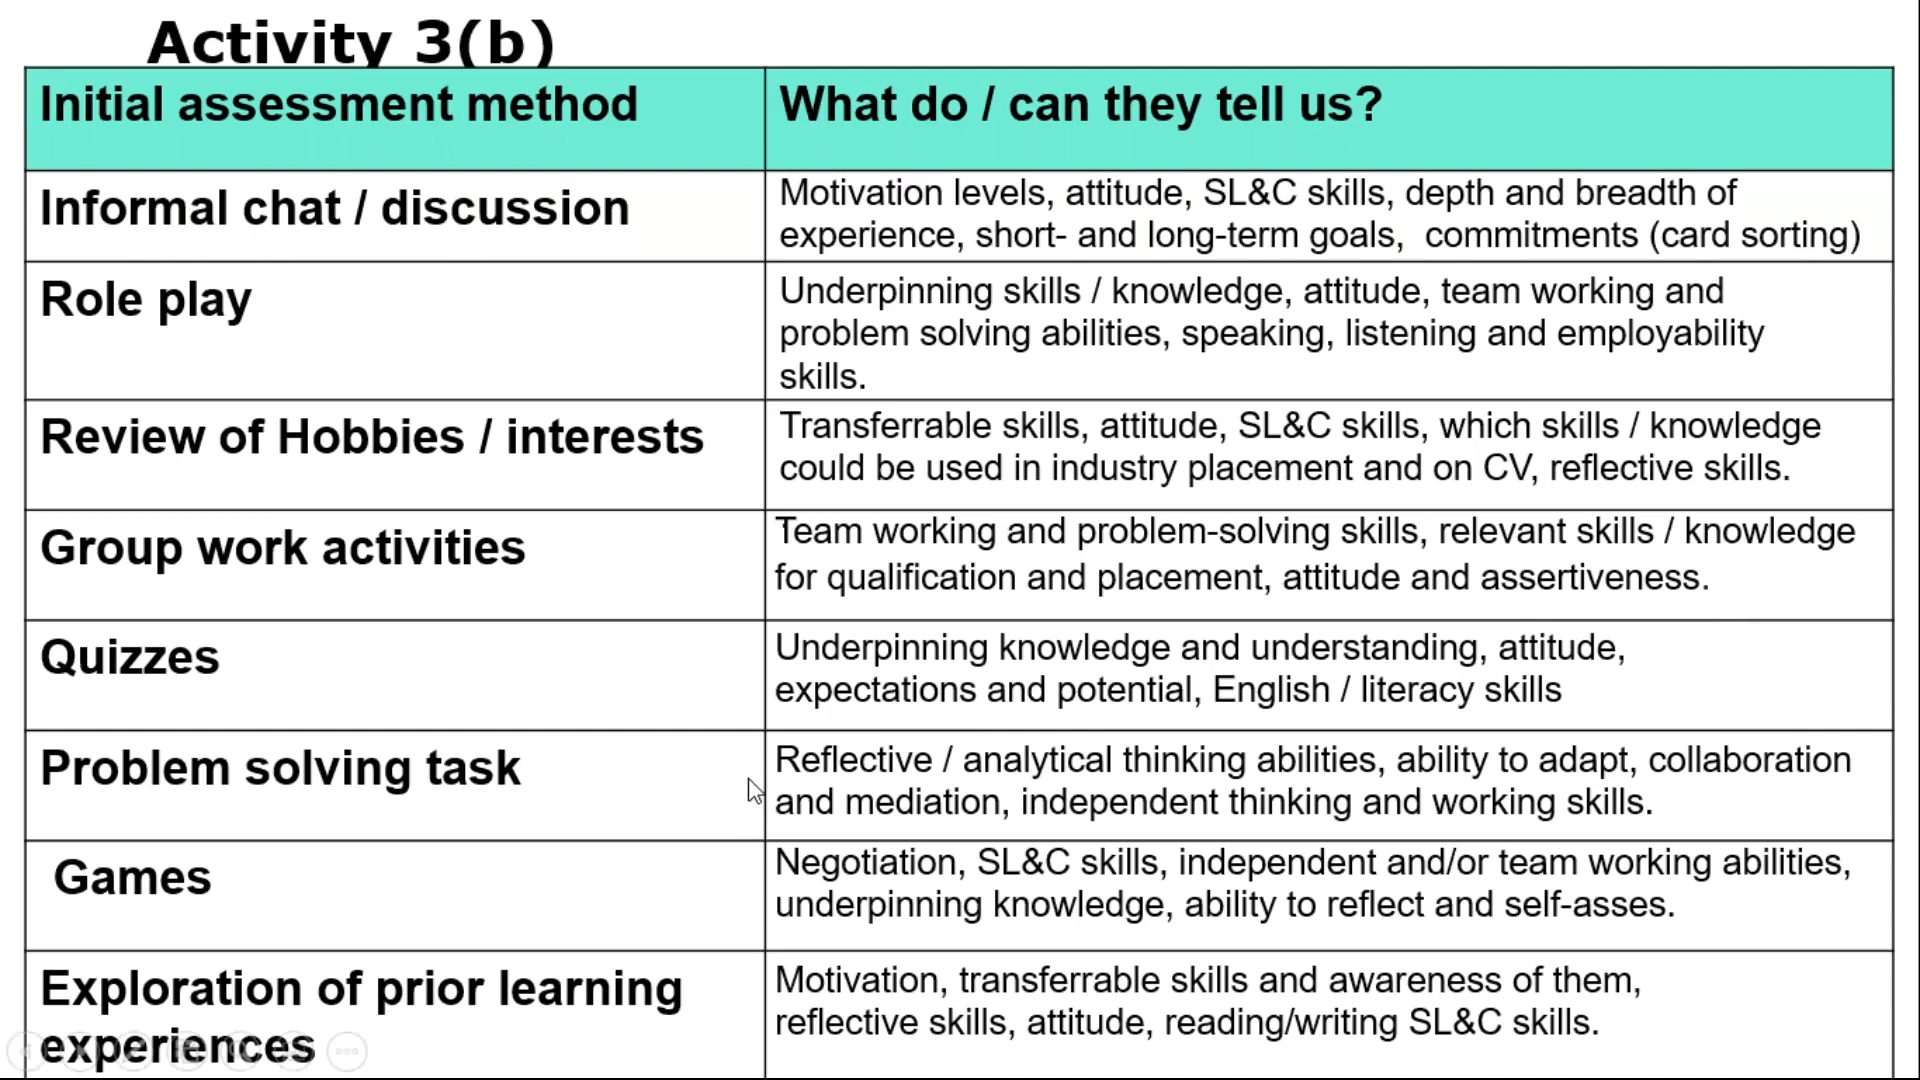 Activity 3(b)
Initial assessment method
What do / can they tell us?
Informal chat / discussion
Motivation levels, attitude, SL&C skills, depth and breadth of
experience, short- and long-term goals,  commitments (card sorting)
Role play
Underpinning skills / knowledge, attitude, team working and
problem solving abilities, speaking, listening and employability
skills.
Review of Hobbies / interests
Transferrable skills, attitude, SL&C skills, which skills / knowledge
could be used in industry placement and on CV, reflective skills.
Group work activities
Team working and problem-solving skills, relevant skills / knowledge
for qualification and placement, attitude and assertiveness.
Quizzes
Underpinning knowledge and understanding, attitude,
expectations and potential, English / literacy skills
Problem solving task
Reflective / analytical thinking abilities, ability to adapt, collaboration
and mediation, independent thinking and working skills.
Games
Negotiation, SL&C skills, independent and/or team working abilities,
underpinning knowledge, ability to reflect and self-asses.
Exploration of prior learning
experiences
Motivation, transferrable skills and awareness of them,
reflective skills, attitude, reading/writing SL&C skills.